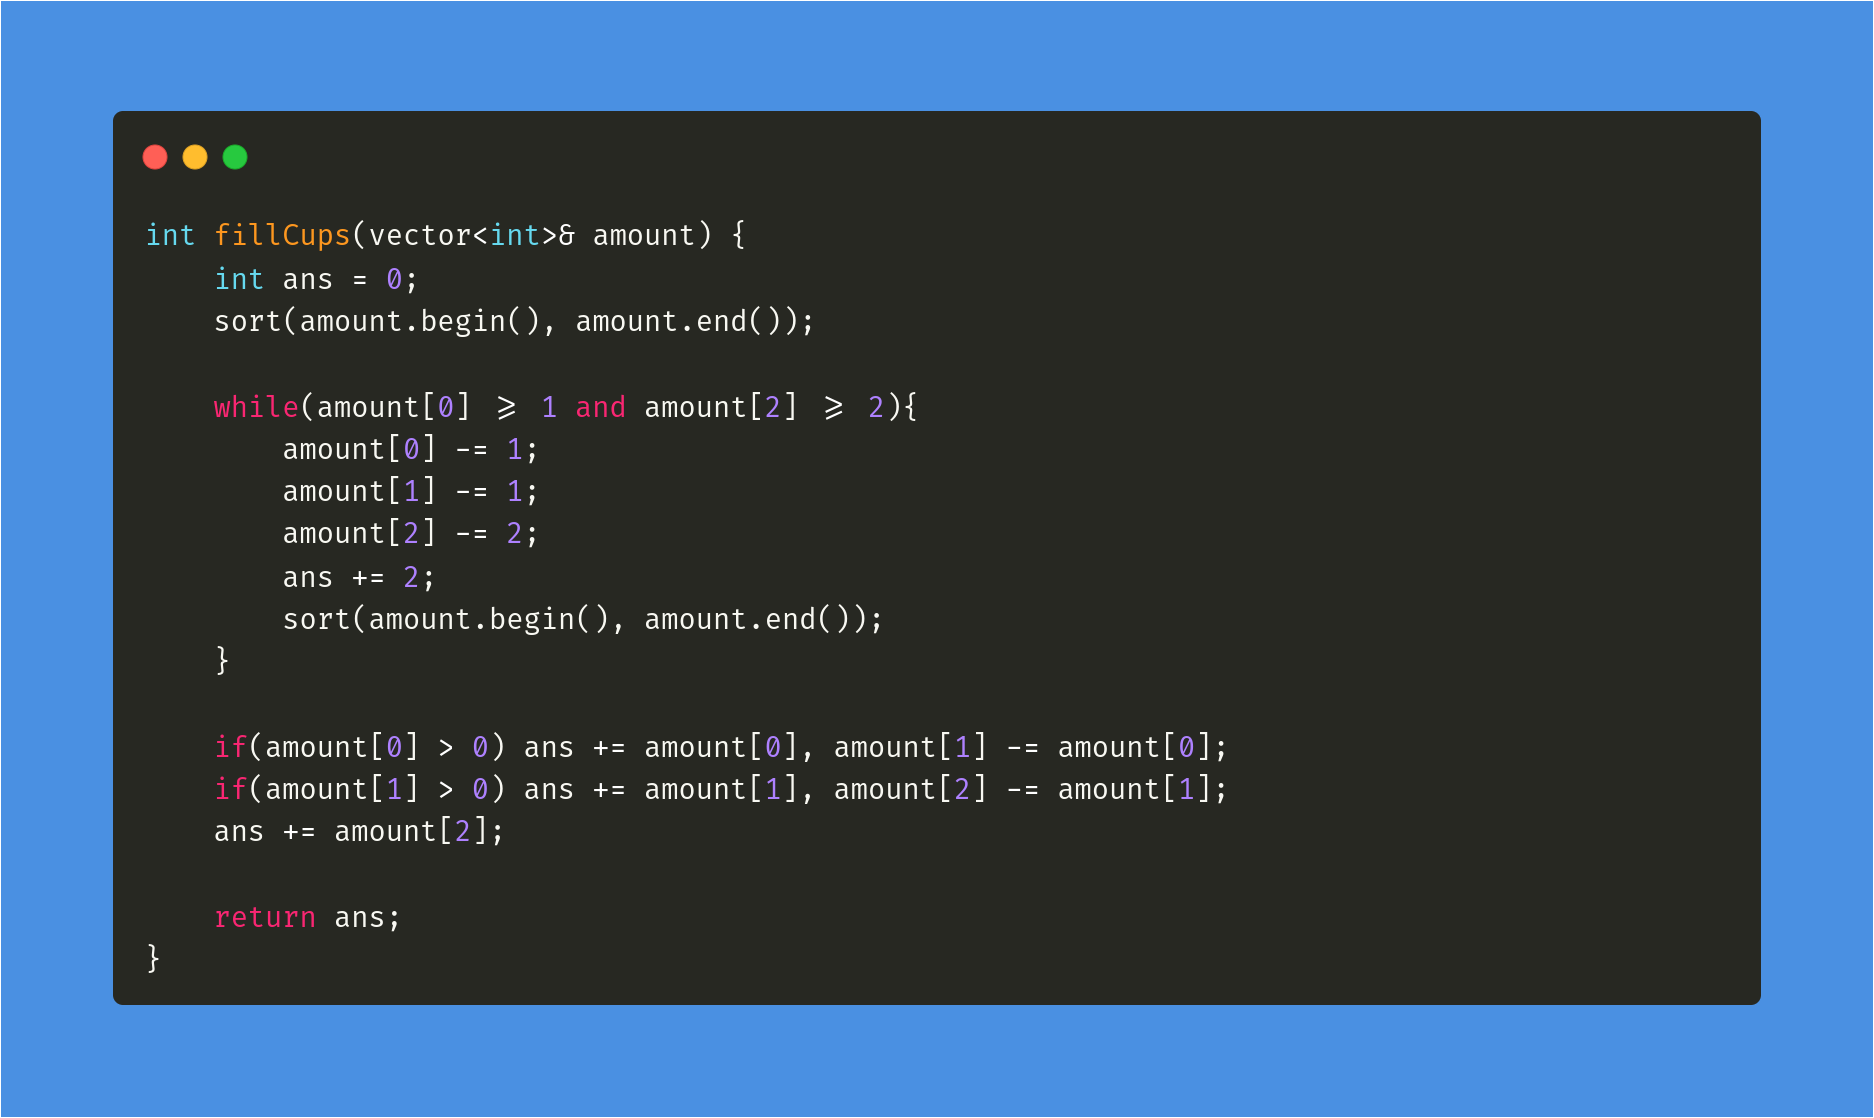 int fillCups(vector<int>& amount) {
    int ans = 0;
    sort(amount.begin(), amount.end());

    while(amount[0] >= 1 and amount[2] >= 2){
        amount[0] -= 1;
        amount[1] -= 1;
        amount[2] -= 2;
        ans += 2;
        sort(amount.begin(), amount.end());
    }

    if(amount[0] > 0) ans += amount[0], amount[1] -= amount[0];
    if(amount[1] > 0) ans += amount[1], amount[2] -= amount[1];
    ans += amount[2];

    return ans;
}